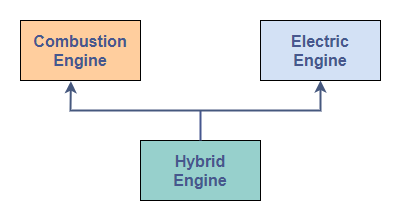 Combustion
Engine
Electric
Engine
Hybrid
Engine